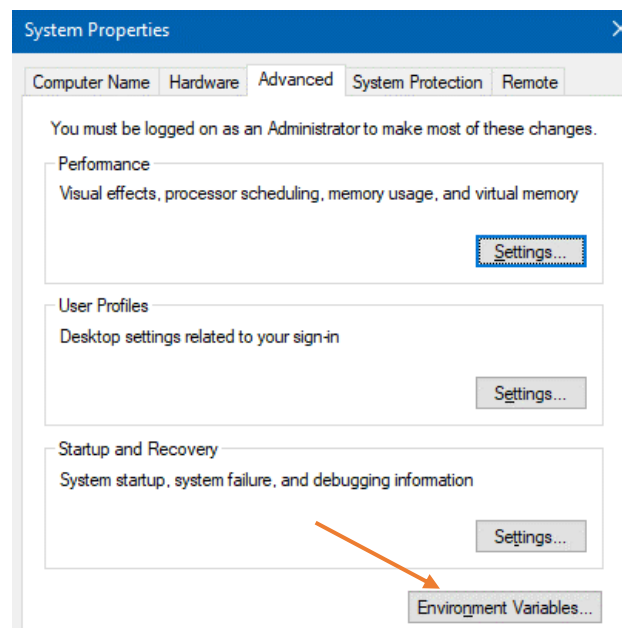 System Properties
Computer Name Hardware Advanced System Protection Remote
You must be logged on as an Administrator to make most of these changes.
Performance
Visual effects, processor scheduling, memory usage, and virtual memory
Settings...
User Profiles
Desktop settings related to your sign-in
Settings...
Startup and Recovery
System startup, system failure, and debugging information
Settings...
Environment Variables...